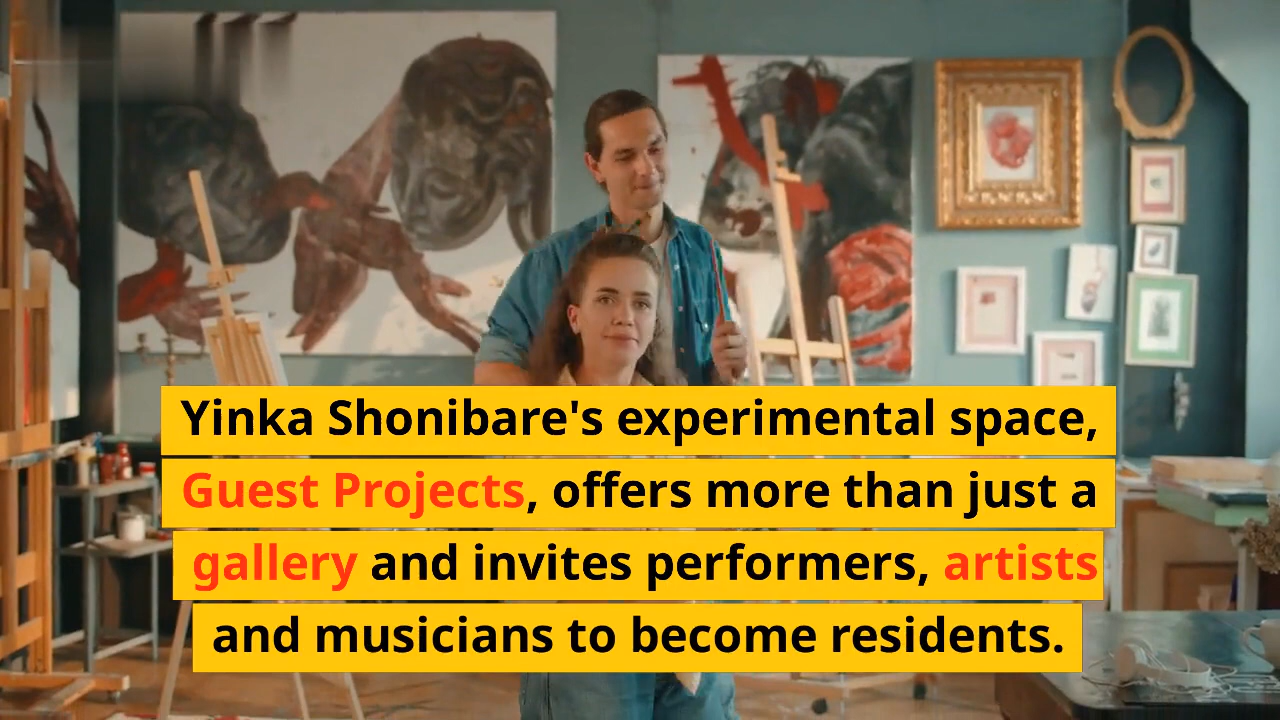 Yinka Shonibare's experimental space,
Guest Projects, offers more than just a
gallery and invites performers, artists
and musicians to become residents.